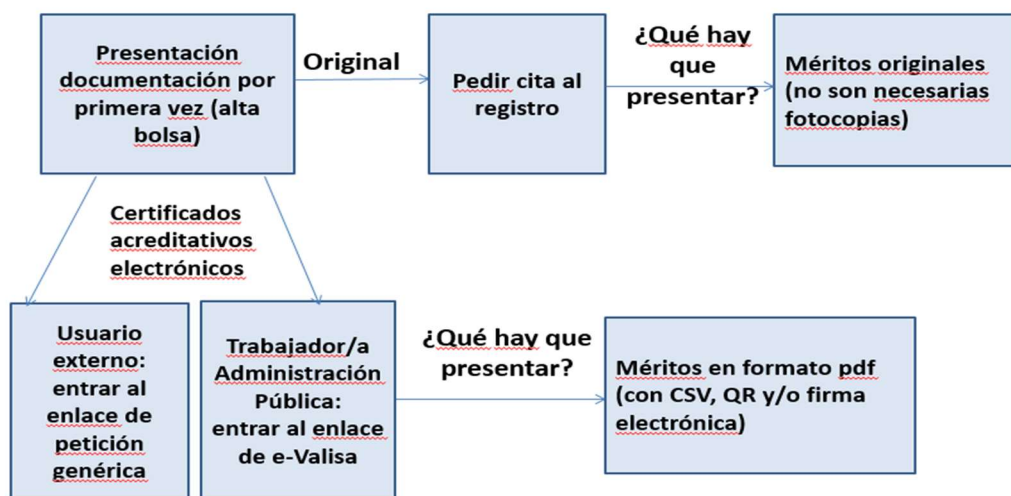 Presentación
documentación por
primera vez (alta
bolsa)
Original
Pedir cita al
registro
¿Qué hay
que
presentar?
Méritos originales
(no son necesarias
fotocopias)
Certificados
acreditativos
electrónicos
Usuario
externo:
entrar al
enlace de
petición
genérica
Trabajador/a
Administración
Pública:
entrar al enlace
de e-Valisa
¿Qué hay que
presentar?
Méritos en formato pdf
(con CSV, QR y/o firma
electrónica)